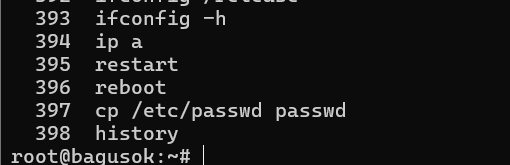 393 ifconfig -h
394 ip a
395 restart
396 reboot
397 cp /etc/passwd passwd
398 history
root@bagusok:~#